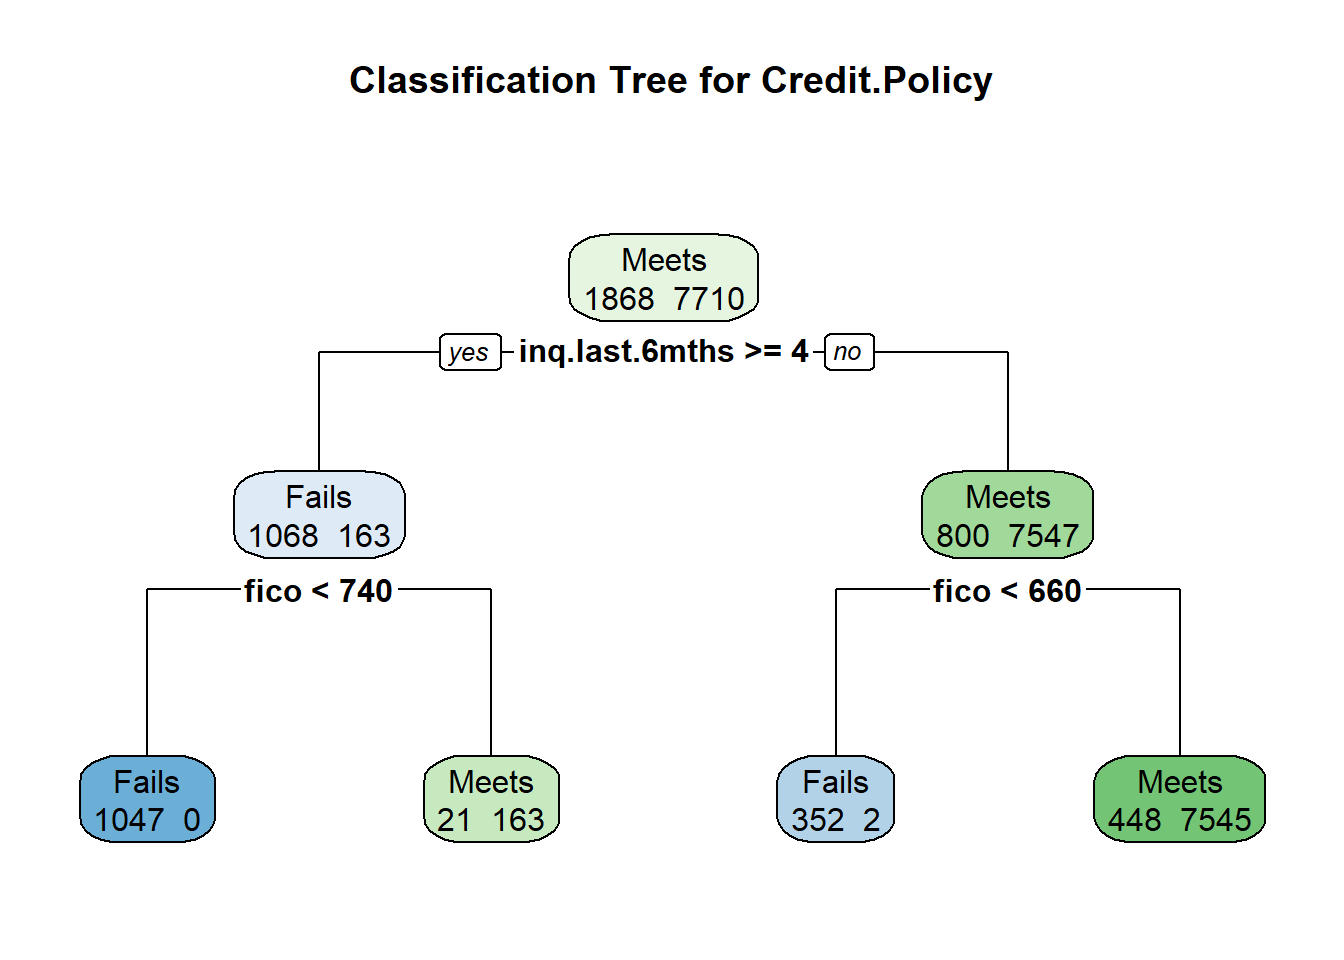 Classification Tree for Credit.Policy
Meets
1868 7710
yes inq.last.6mths >= 4 no
Fails
1068 163
Meets
800 7547
fico < 740
fico < 660
Fails
1047 0
Meets
21 163
Fails
352 2
Meets
448 7545